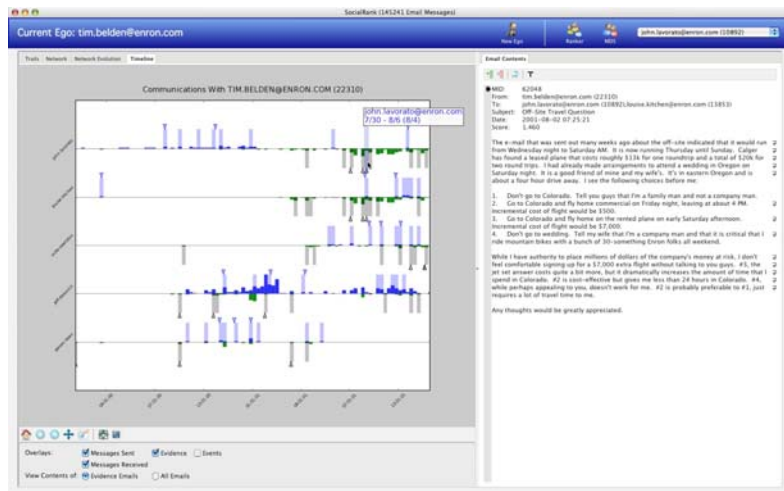 SocialRank (145241 Email Messages)
Current Ego: tim.belden@enron.com
New Ego
Ranker
MDS
john.lavorato@enron.com (10892)
Trails Network Network Evolution Timeline
Communications With TIM.BELDEN@ENRON.COM (22310)
john.lavorato@enron.com
7/30 - 8/6 (8/4)
Overlays:
Messages Sent
Evidence
Events
Messages Received
View Contents of:
Evidence Emails
All Emails
Email Contents
MID: 62048
From: tim.belden@enron.com (22310)
To: john.lavorato@enron.com (10892),louise.kitchen@enron.com (13853)
Subject: Off-Site Travel Question
Date: 2001-08-02 07:25:21
Score: 1.460
The e-mail that was sent out many weeks ago about the off-site indicated that it would run
from Wednesday night to Saturday AM. It is now running Thursday until Sunday. Calger
has found a leased plane that costs roughly $13k for one roundtrip and a total of $20k for
two round trips. I had already made arrangements to attend a wedding in Oregon on
Saturday night. It is a good friend of mine and my wife's. It's in eastern Oregon and is
about a four hour drive away. I see the following choices before me:
1. Don't go to Colorado. Tell you guys that I'm a family man and not a company man.
2. Go to Colorado and fly home commercial on Friday night, leaving at about 4 PM.
Incremental cost of flight would be $500.
3. Go to Colorado and fly home on the rented plane on early Saturday afternoon.
Incremental cost of flight would be $7,000.
4. Don't go to wedding. Tell my wife that I'm a company man and that it is critical that I
ride mountain bikes with a bunch of 30-something Enron folks all weekend.
While I have authority to place millions of dollars of the company's money at risk, I don't
feel comfortable signing up for a $7,000 extra flight without talking to you guys. #3, the
jet set answer costs quite a bit more, but it dramatically increases the amount of time that I
spend in Colorado. #2 is cost-effective but gives me less than 24 hours in Colorado. #4,
while perhaps appealing to you, doesn't work for me. #2 is probably preferable to #1, just
requires a lot of travel time to me.
Any thoughts would be greatly appreciated.